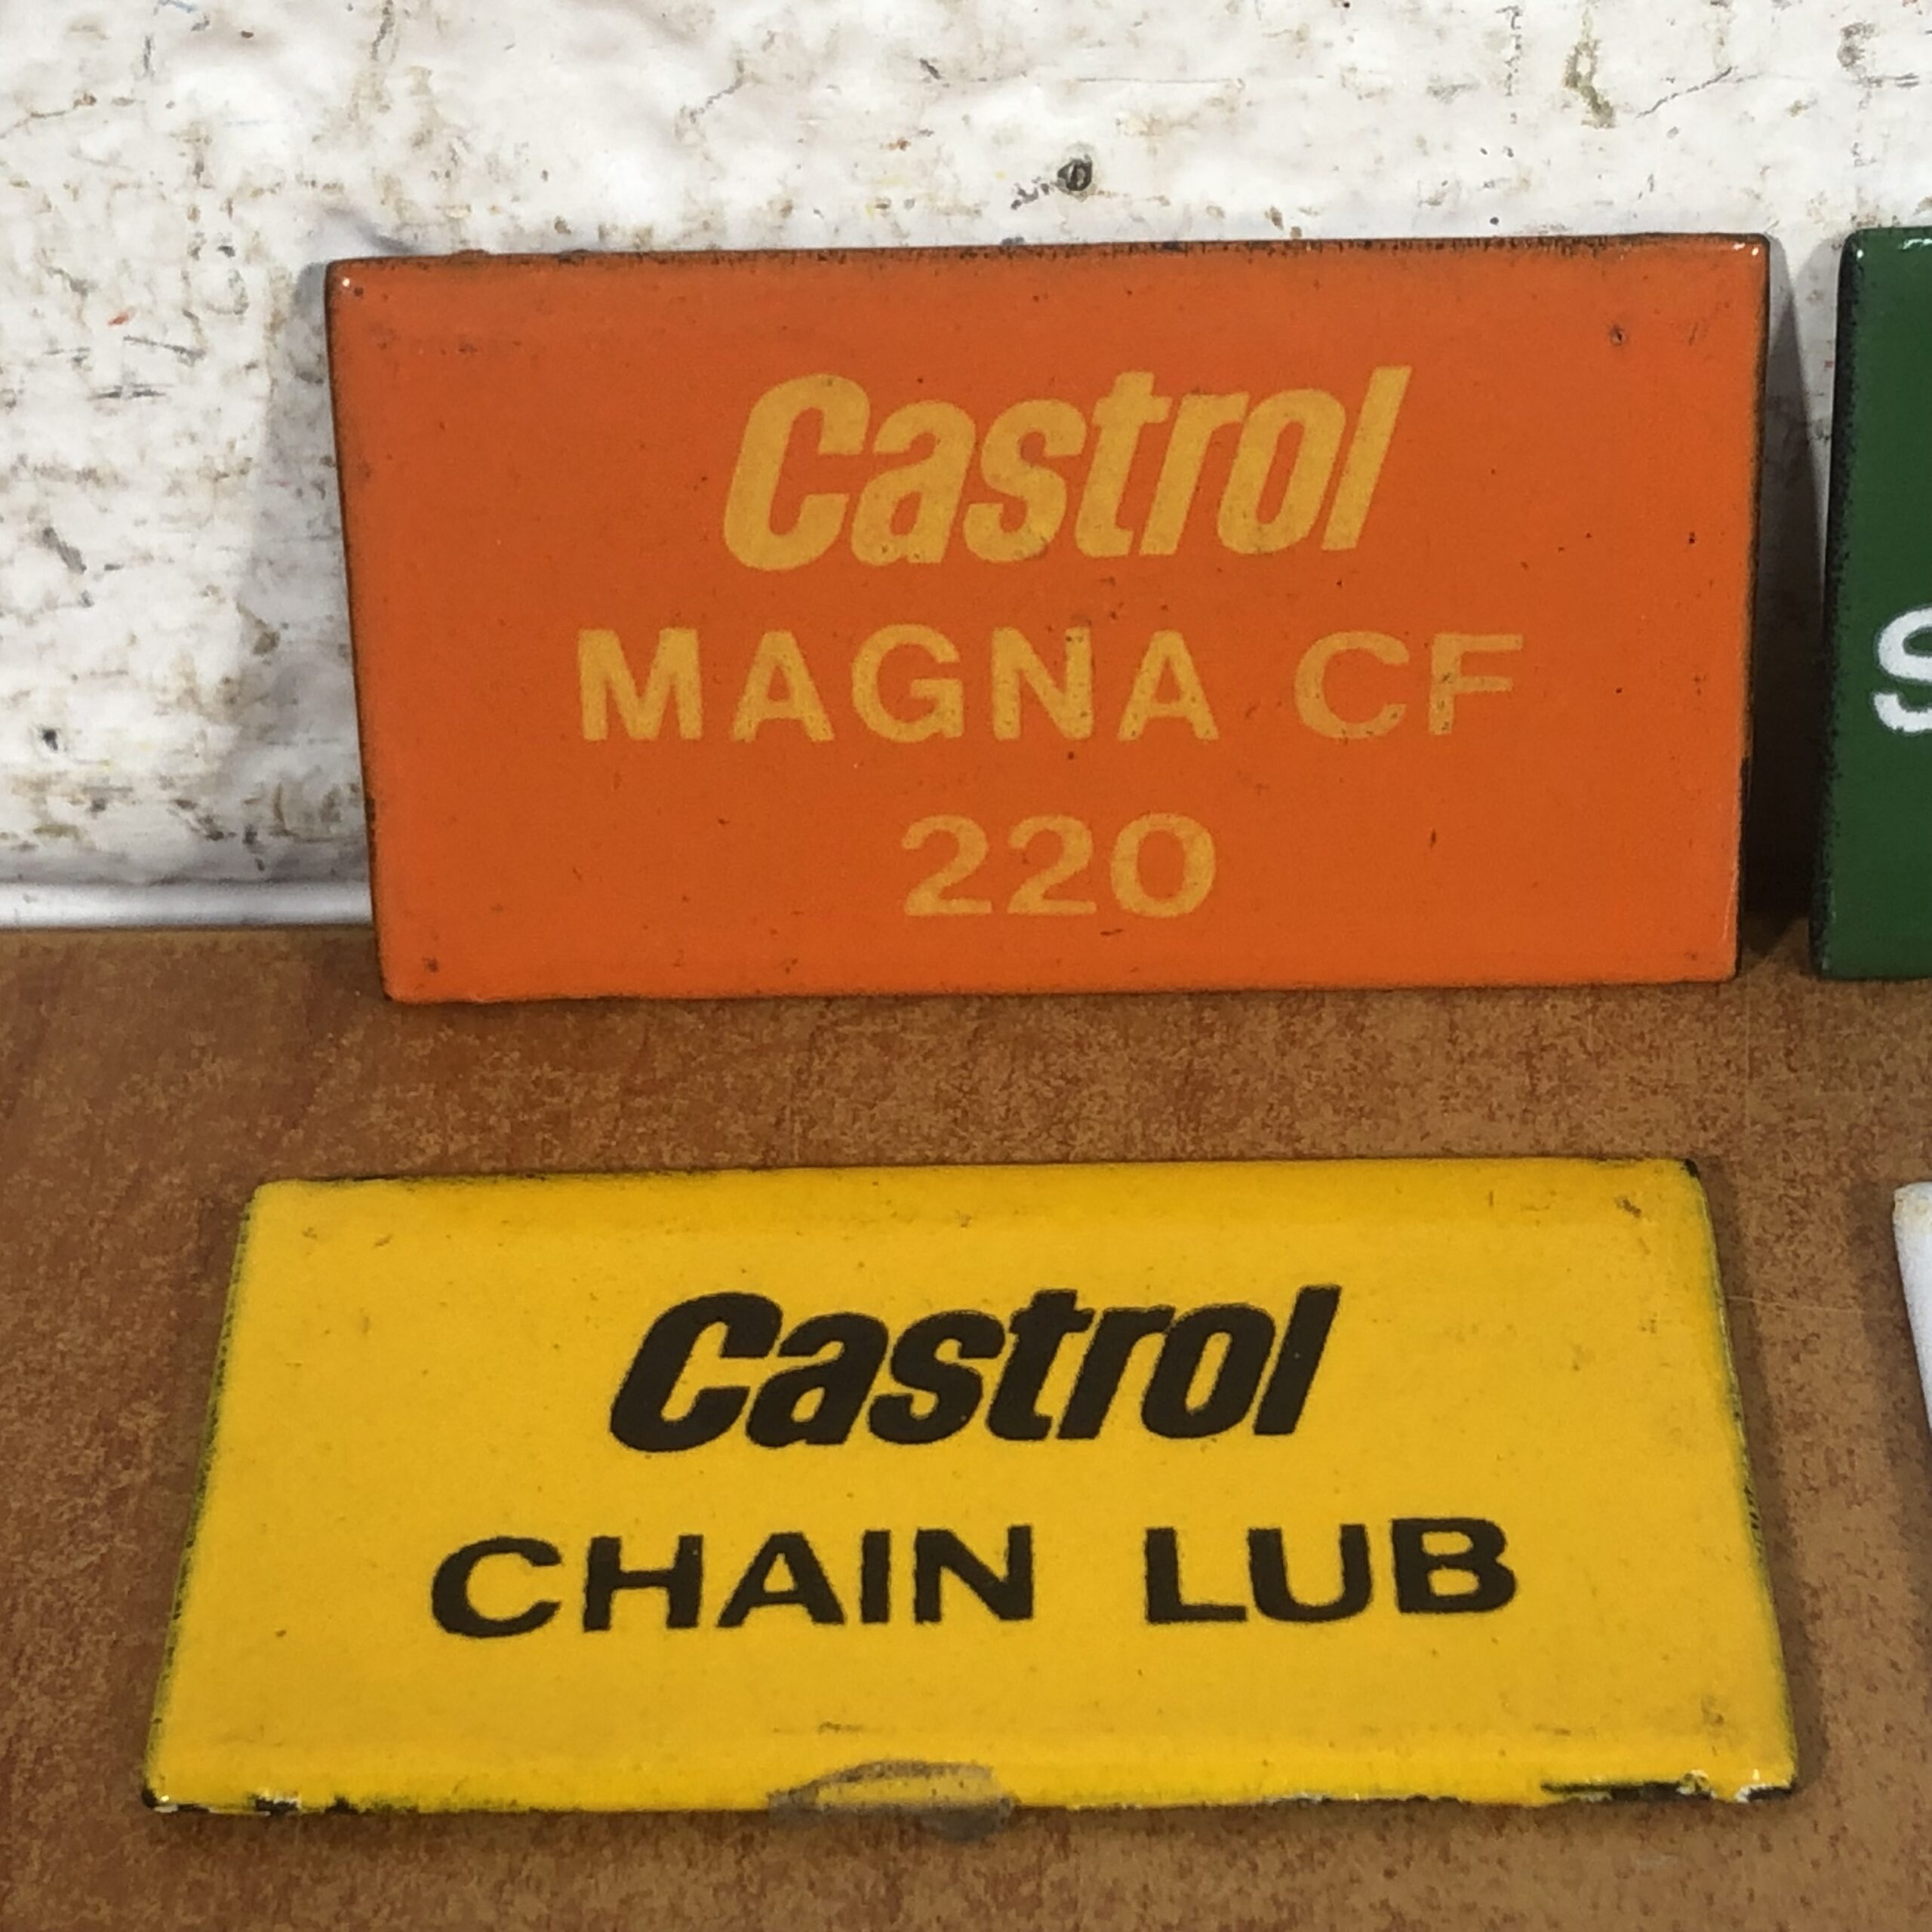 Castrol
MAGNA CF
220
Castrol
CHAIN LUB